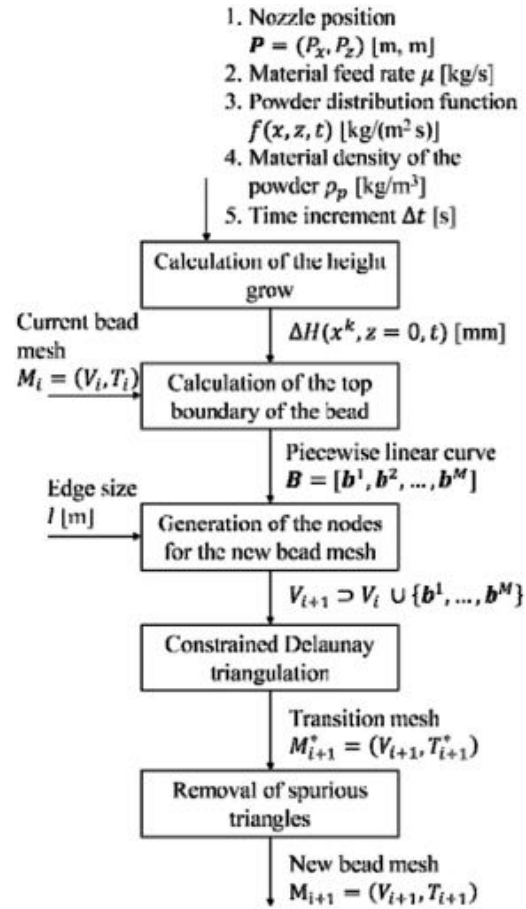 1. Nozzle position
P = (Pₓ, P_z) [m, m]
2. Material feed rate μ [kg/s]
3. Powder distribution function
f(x, z, t) [kg/(m² s)]
4. Material density of the
powder ρₚ [kg/m³]
5. Time increment Δt [s]
Calculation of the height
grow
ΔH(xᵏ, z = 0, t) [mm]
Current bead
mesh
Mᵢ = (Vᵢ, Tᵢ)
Calculation of the top
boundary of the bead
Piecewise linear curve
B = [b¹, b², ..., bᴹ]
Edge size
l [m]
Generation of the nodes
for the new bead mesh
Vᵢ₊₁ ⊃ Vᵢ ∪ {b¹, ..., bᴹ}
Constrained Delaunay
triangulation
Transition mesh
M*ᵢ₊₁ = (Vᵢ₊₁, T*ᵢ₊₁)
Removal of spurious
triangles
New bead mesh
Mᵢ₊₁ = (Vᵢ₊₁, Tᵢ₊₁)